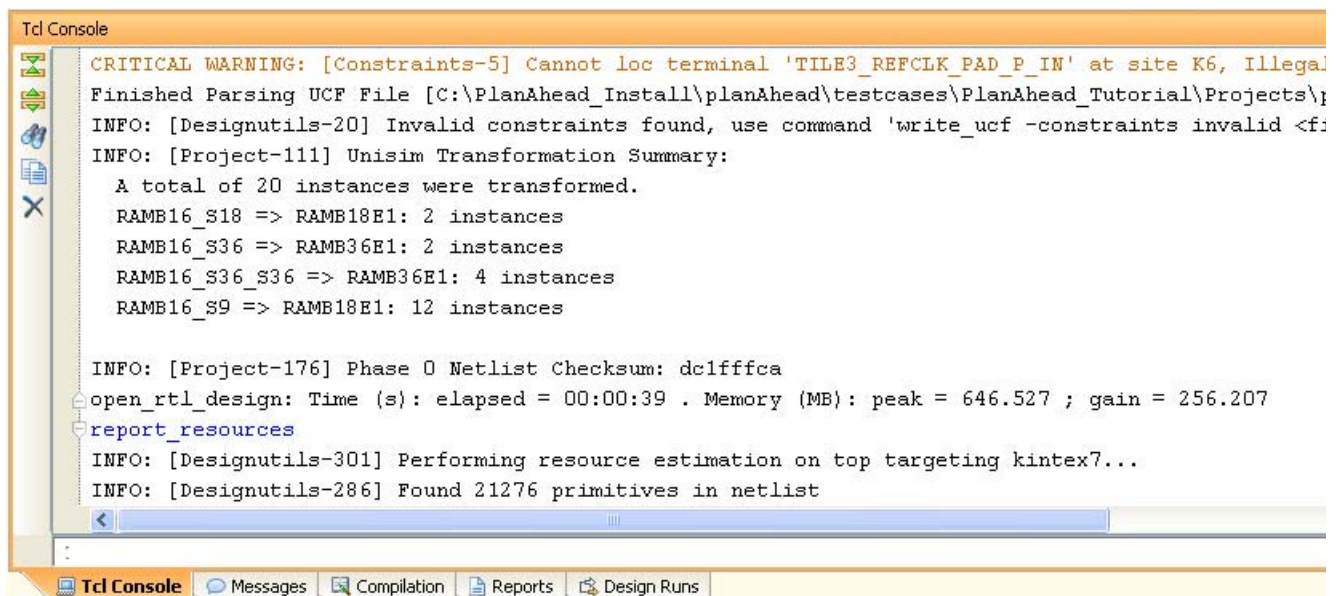 Tcl Console
CRITICAL WARNING: [Constraints-5] Cannot loc terminal 'TILE3_REFCLK_PAD_P_IN' at site K6, Illegal
Finished Parsing UCF File [C:\PlanAhead_Install\planAhead\testcases\PlanAhead_Tutorial\Projects\p
INFO: [Designutils-20] Invalid constraints found, use command 'write_ucf -constraints invalid <fi
INFO: [Project-111] Unisim Transformation Summary:
A total of 20 instances were transformed.
RAMB16_S18 => RAMB18E1: 2 instances
RAMB16_S36 => RAMB36E1: 2 instances
RAMB16_S36_S36 => RAMB36E1: 4 instances
RAMB16_S9 => RAMB18E1: 12 instances
INFO: [Project-176] Phase 0 Netlist Checksum: dc1fffca
open_rtl_design: Time (s): elapsed = 00:00:39 . Memory (MB): peak = 646.527 ; gain = 256.207
report_resources
INFO: [Designutils-301] Performing resource estimation on top targeting kintex7...
INFO: [Designutils-286] Found 21276 primitives in netlist
Tcl Console Messages Compilation Reports Design Runs